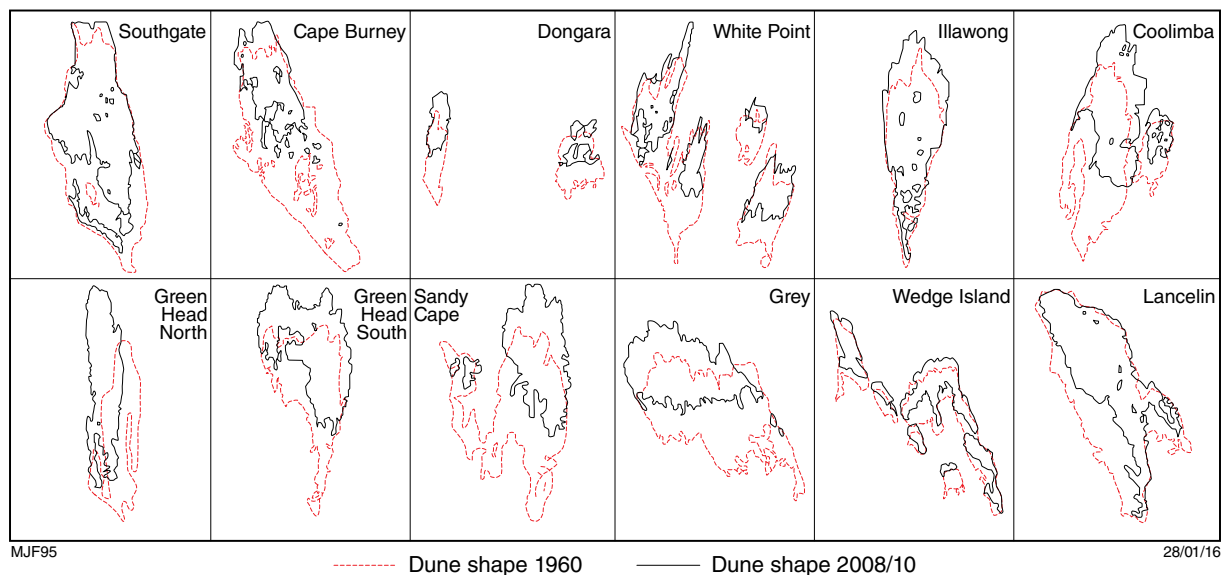 Southgate
Cape Burney
Dongara
White Point
Illawong
Coolimba
Green
Head
North
Green
Head
South
Sandy
Cape
Grey
Wedge Island
Lancelin
MJF95
28/01/16
Dune shape 1960
Dune shape 2008/10